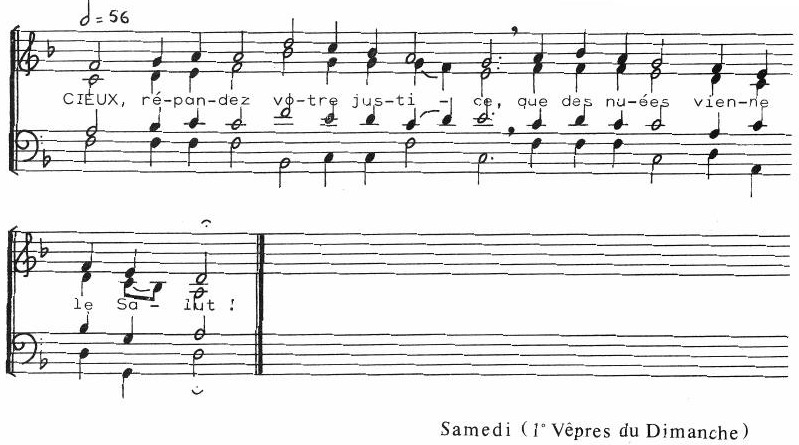 𝅗𝅥 = 56
CIEUX, ré-pan-dez vo-tre jus-ti - ce, que des nu-ées vien-ne
le Sa - lut !
Samedi (1° Vêpres du Dimanche)